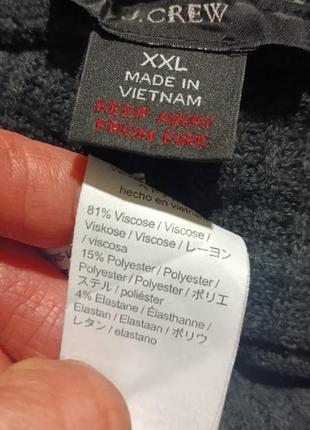 J.CREW
XXL
MADE IN
VIETNAM
KEEP AWAY
FROM FIRE
hecho en vietnam
81% Viscose / Viscose /
Viskose / Viscose / レーヨン
/ viscosa
15% Polyester / Polyester /
Polyester / Polyester / ポリエ
ステル / poliéster
4% Elastane / Élasthanne /
Elastan / Elastaan / ポリウ
レタン / elastano